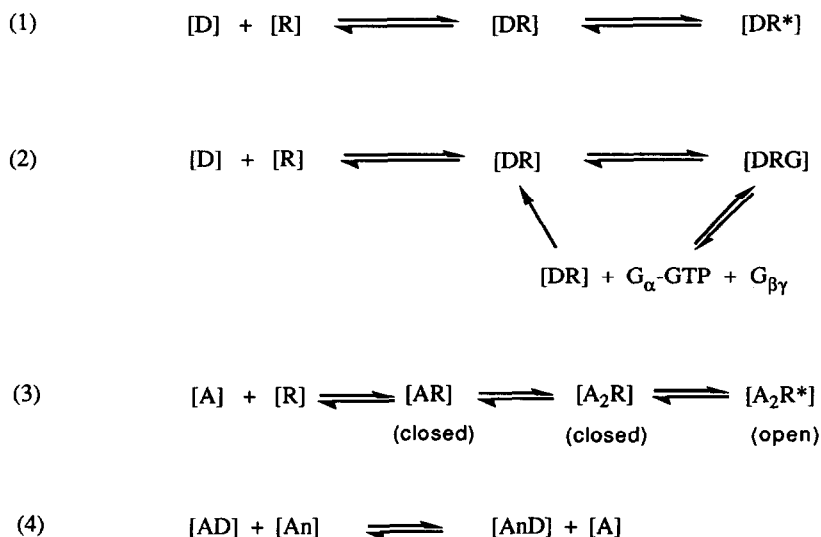 (1) [D] + [R] ⇌ [DR] ⇌ [DR*]
(2) [D] + [R] ⇌ [DR] ⇌ [DRG]
[DR] + Gα-GTP + Gβγ
(3) [A] + [R] ⇌ [AR] ⇌ [A₂R] ⇌ [A₂R*]
(closed) (closed) (open)
(4) [AD] + [An] ⇌ [AnD] + [A]